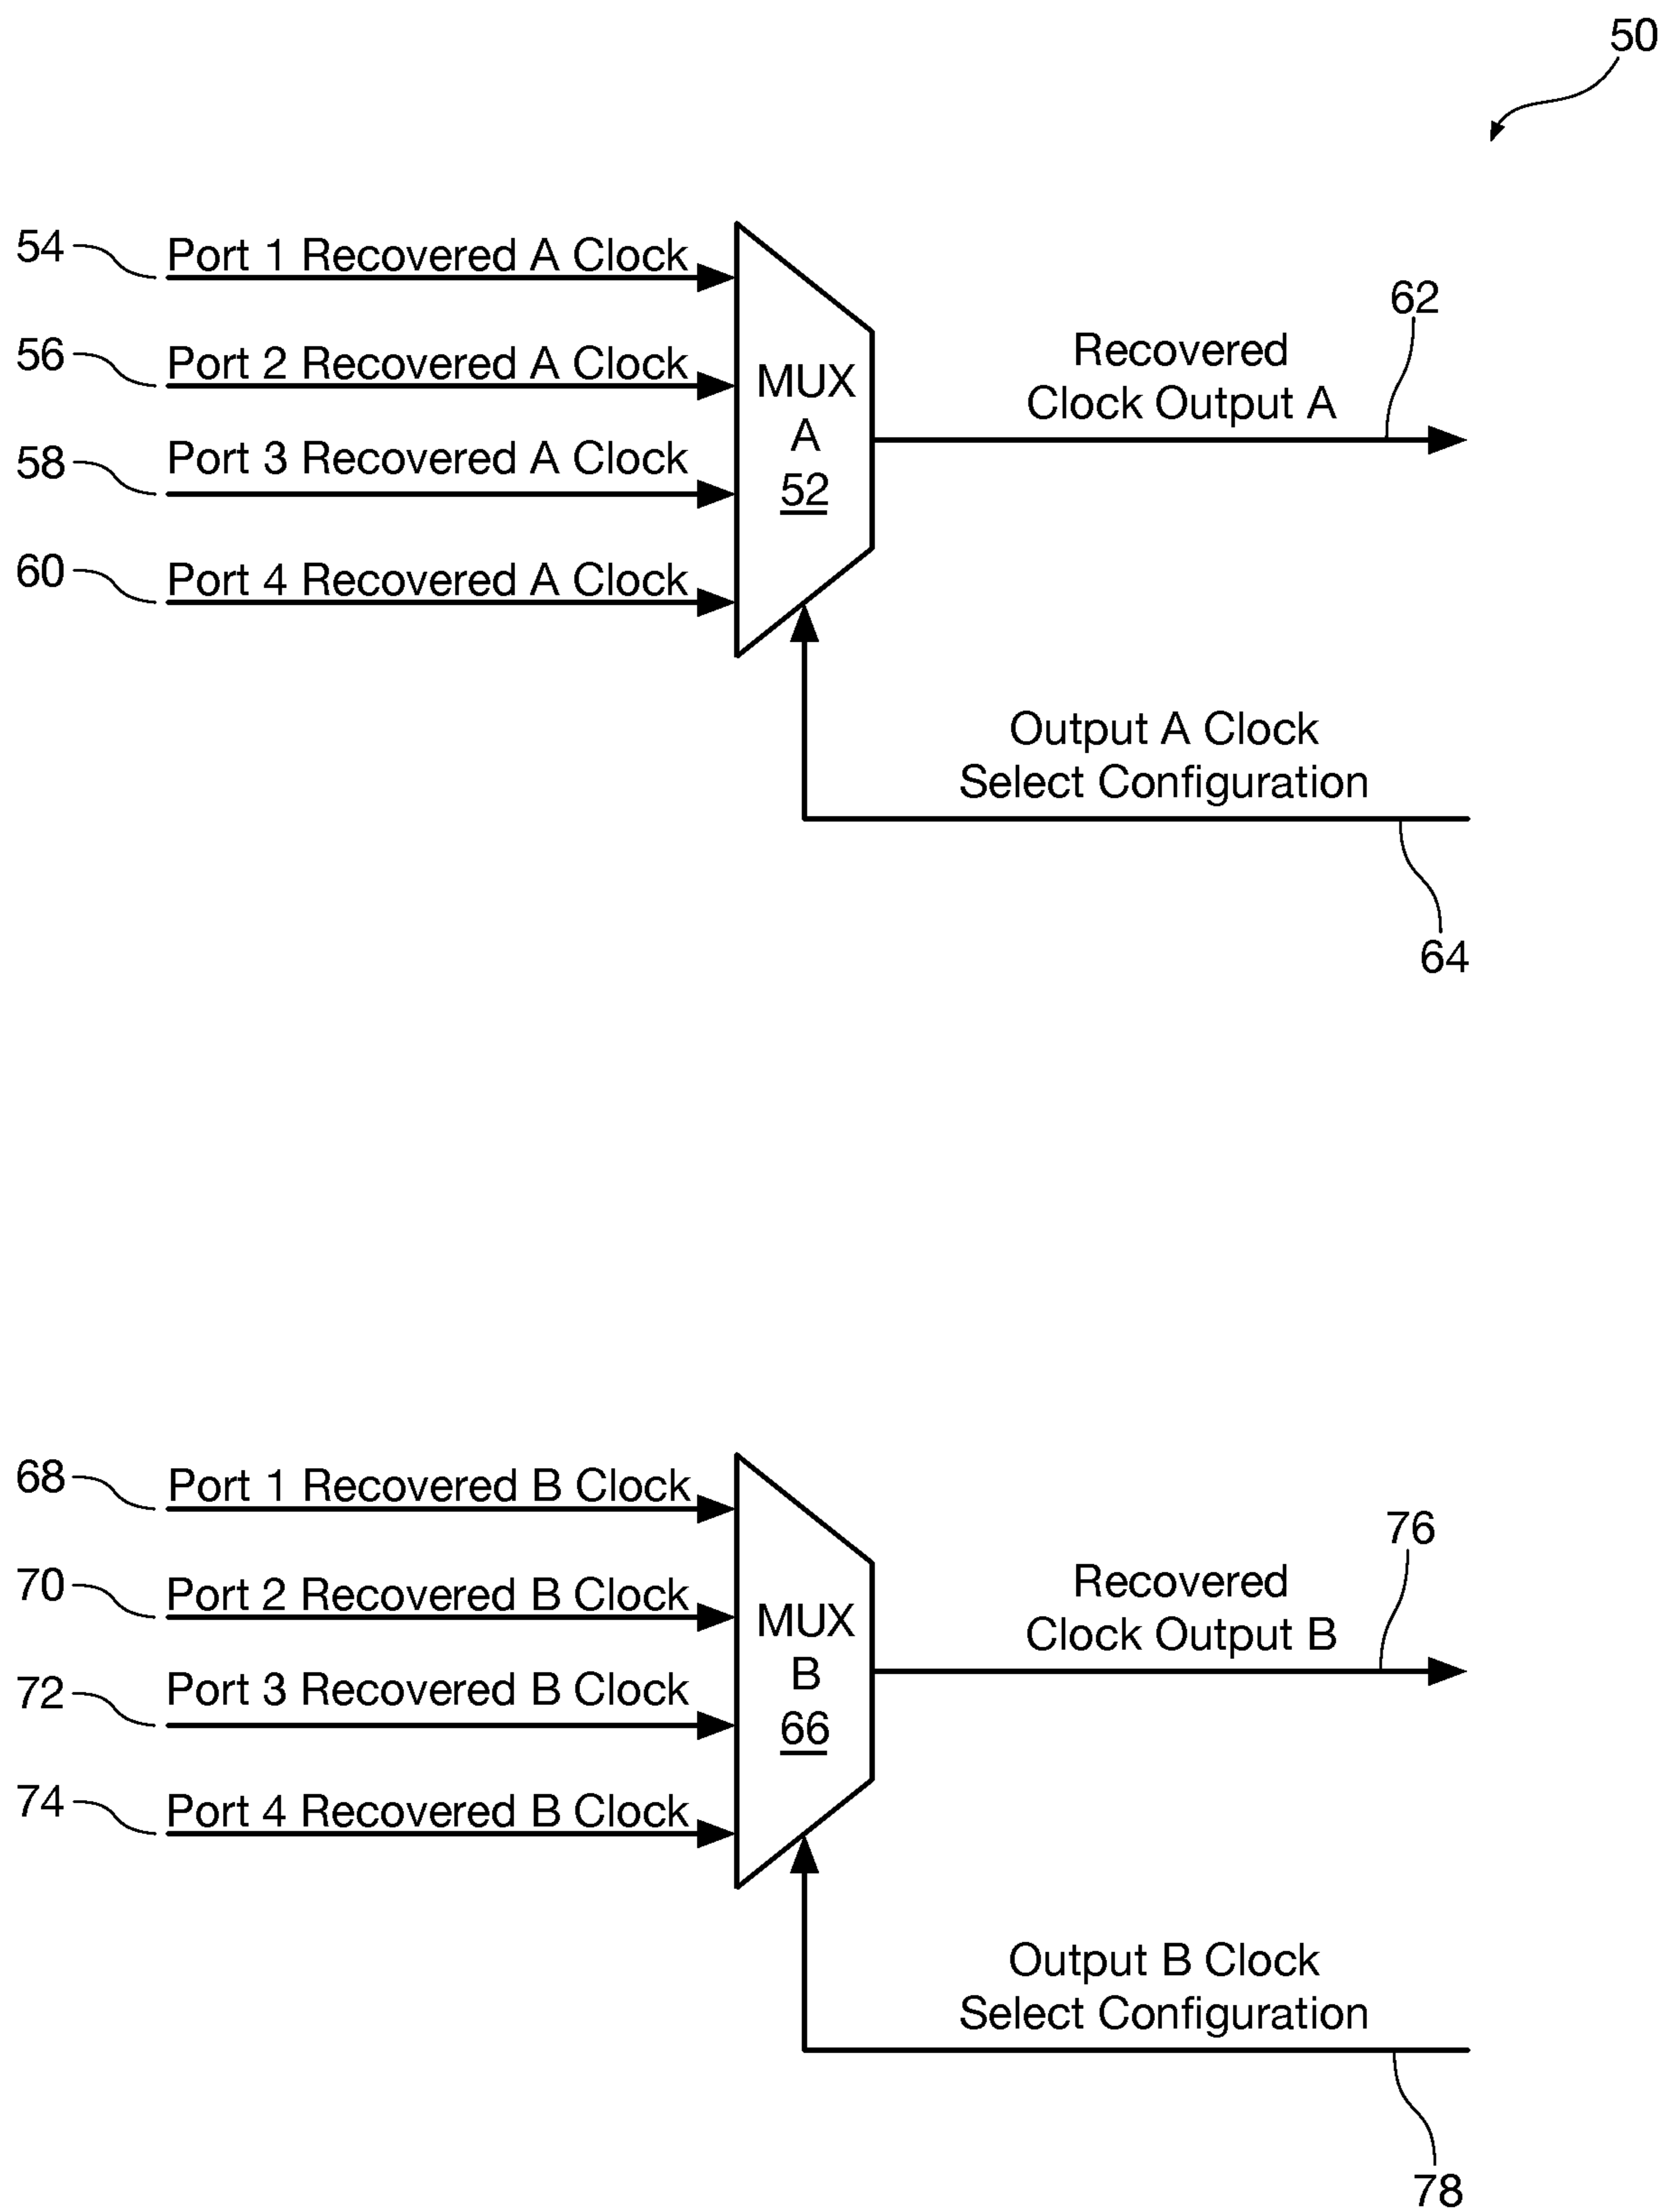 50
54
Port 1 Recovered A Clock
56
Port 2 Recovered A Clock
58
Port 3 Recovered A Clock
60
Port 4 Recovered A Clock
MUX
A
52
62
Recovered
Clock Output A
Output A Clock
Select Configuration
64
68
Port 1 Recovered B Clock
70
Port 2 Recovered B Clock
72
Port 3 Recovered B Clock
74
Port 4 Recovered B Clock
MUX
B
66
76
Recovered
Clock Output B
Output B Clock
Select Configuration
78